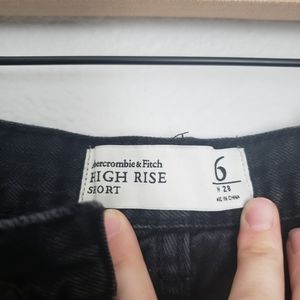 Abercrombie & Fitch
HIGH RISE
SHORT
6
W 28
MADE IN CHINA